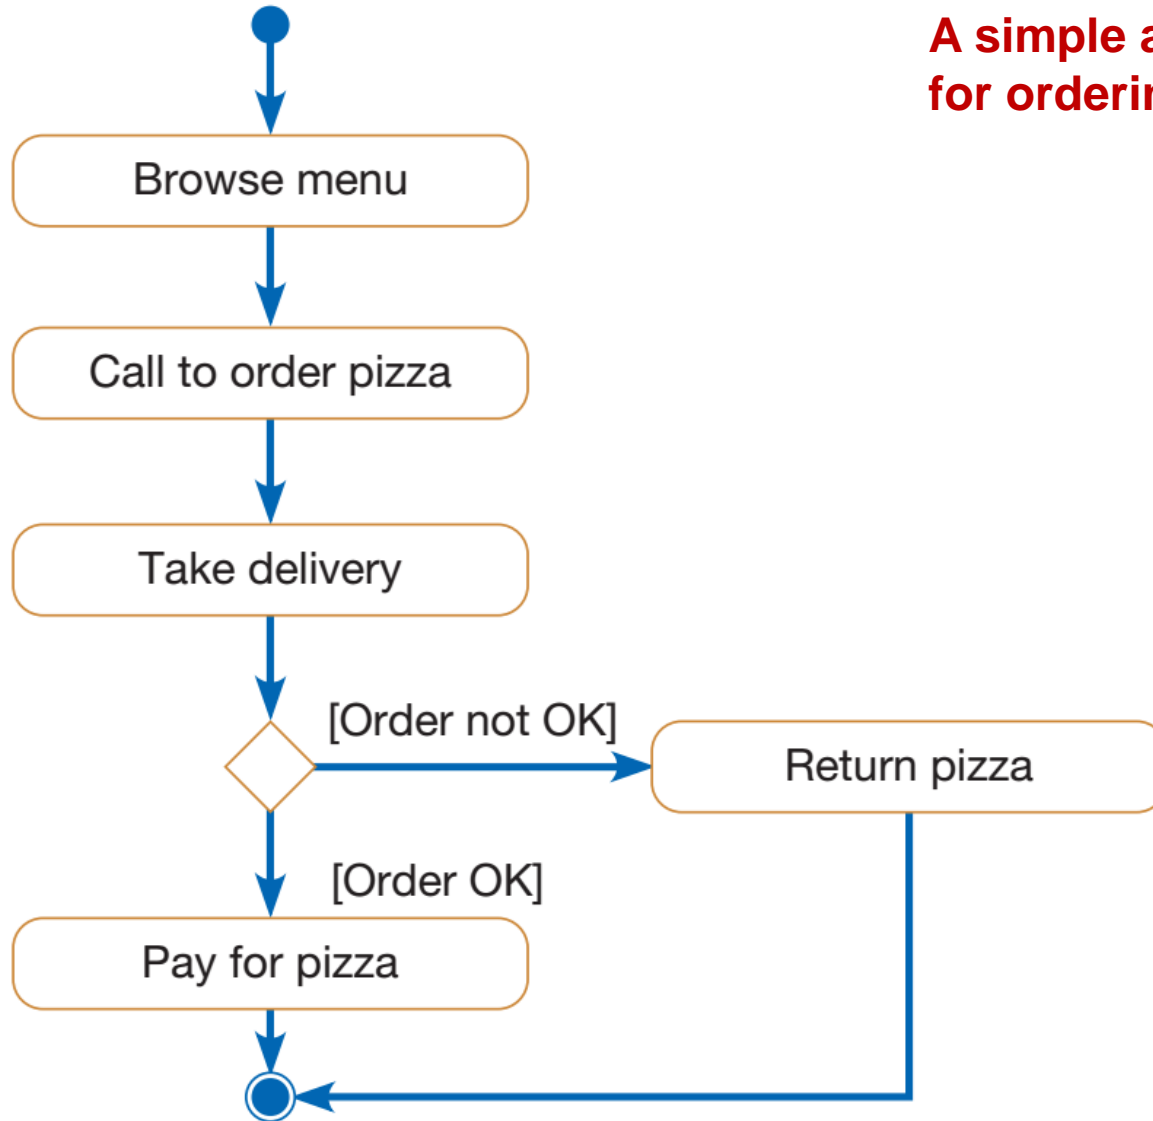 A simple
for
Browse menu
Call to order pizza
Take delivery
[Order not OK]
Return pizza
[Order OK]
Pay for pizza